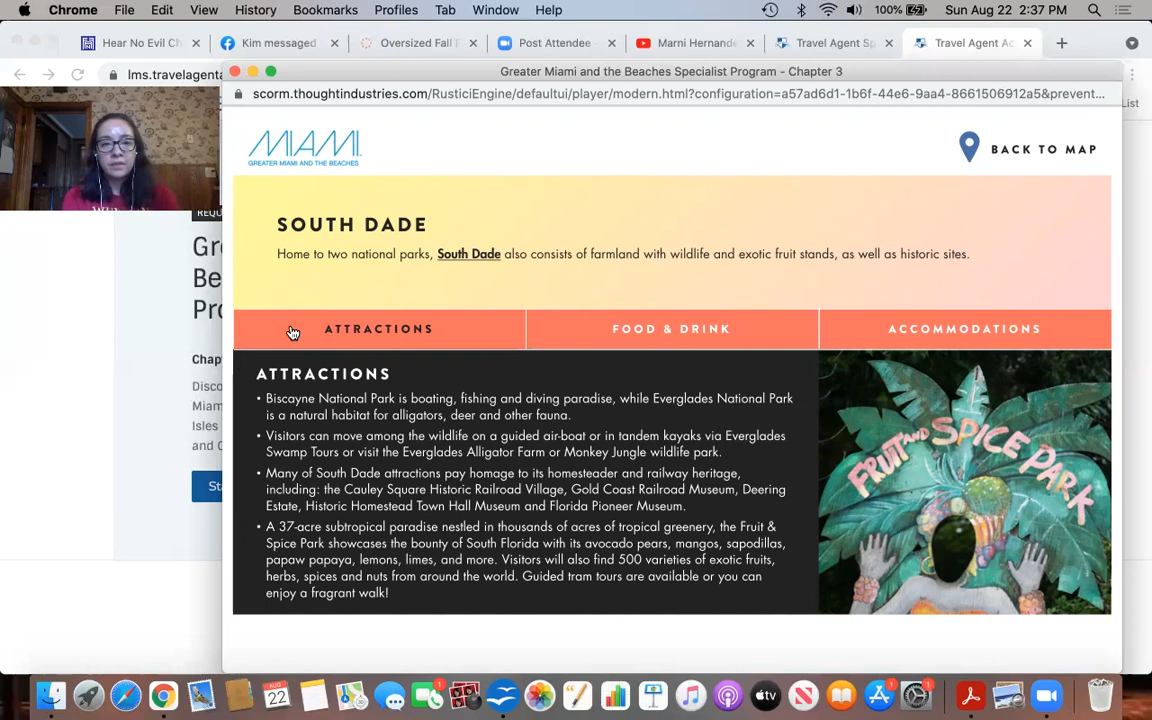 Chrome File Edit View History Bookmarks Profiles Tab Window Help 100% Sun Aug 22 2:37 PM
Hear No Evil Ch Kim messaged Oversized Fall F Post Attendee - Marni Hernande Travel Agent Sp Travel Agent Ac
lms.travelagenta
List
Greater Miami and the Beaches Specialist Program - Chapter 3
scorm.thoughtindustries.com/RusticiEngine/defaultui/player/modern.html?configuration=a57ad6d1-1b6f-44e6-9aa4-8661506912a5&prevent...
MIAMI
GREATER MIAMI AND THE BEACHES
BACK TO MAP
REQU
Gre
Be
Pro
Chap
Disco
Miam
Isles
and C
Sta
SOUTH DADE
Home to two national parks, South Dade also consists of farmland with wildlife and exotic fruit stands, as well as historic sites.
ATTRACTIONS FOOD & DRINK ACCOMMODATIONS
ATTRACTIONS
• Biscayne National Park is boating, fishing and diving paradise, while Everglades National Park
is a natural habitat for alligators, deer and other fauna.
• Visitors can move among the wildlife on a guided air-boat or in tandem kayaks via Everglades
Swamp Tours or visit the Everglades Alligator Farm or Monkey Jungle wildlife park.
• Many of South Dade attractions pay homage to its homesteader and railway heritage,
including: the Cauley Square Historic Railroad Village, Gold Coast Railroad Museum, Deering
Estate, Historic Homestead Town Hall Museum and Florida Pioneer Museum.
• A 37-acre subtropical paradise nestled in thousands of acres of tropical greenery, the Fruit &
Spice Park showcases the bounty of South Florida with its avocado pears, mangos, sapodillas,
papaw papaya, lemons, limes, and more. Visitors will also find 500 varieties of exotic fruits,
herbs, spices and nuts from around the world. Guided tram tours are available or you can
enjoy a fragrant walk!
FRUIT AND SPICE PARK
AUG
22
1
tv
1
1